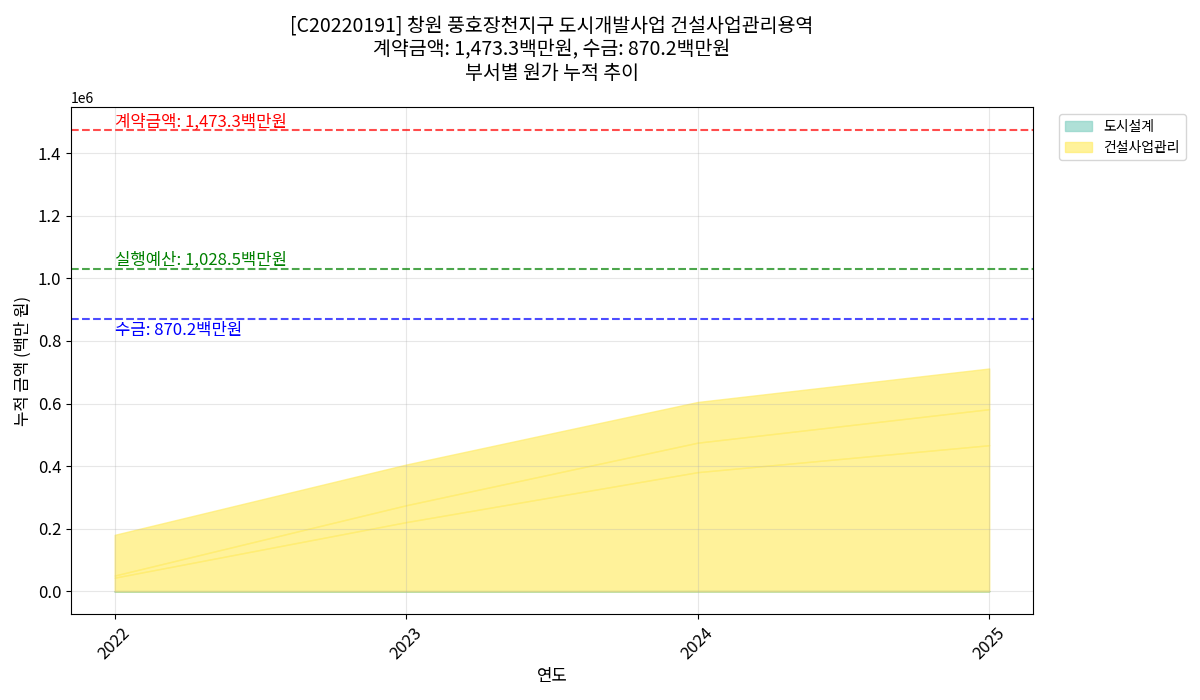 [C20220191] 창원 풍호장천지구 도시개발사업 건설사업관리용역
계약금액: 1,473.3백만원, 수금: 870.2백만원
부서별 원가 누적 추이
1e6
계약금액: 1,473.3백만원
실행예산: 1,028.5백만원
수금: 870.2백만원
도시설계
건설사업관리
1.4
1.2
1.0
0.8
0.6
0.4
0.2
0.0
누적 금액 (백만 원)
2022
2023
2024
2025
연도